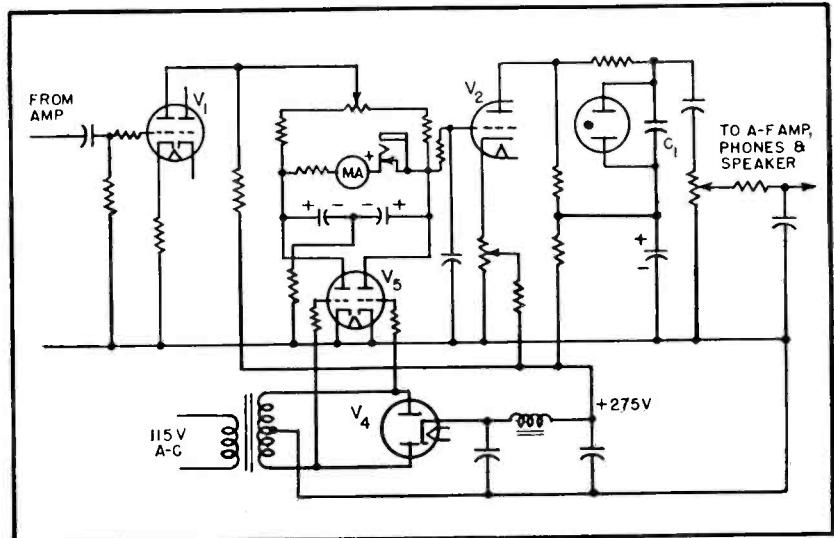 FROM
AMP
V1
MA
+
+ -
- +
V5
V2
C1
TO A-F AMP,
PHONES &
SPEAKER
+
-
115 V
A-C
V4
+275V